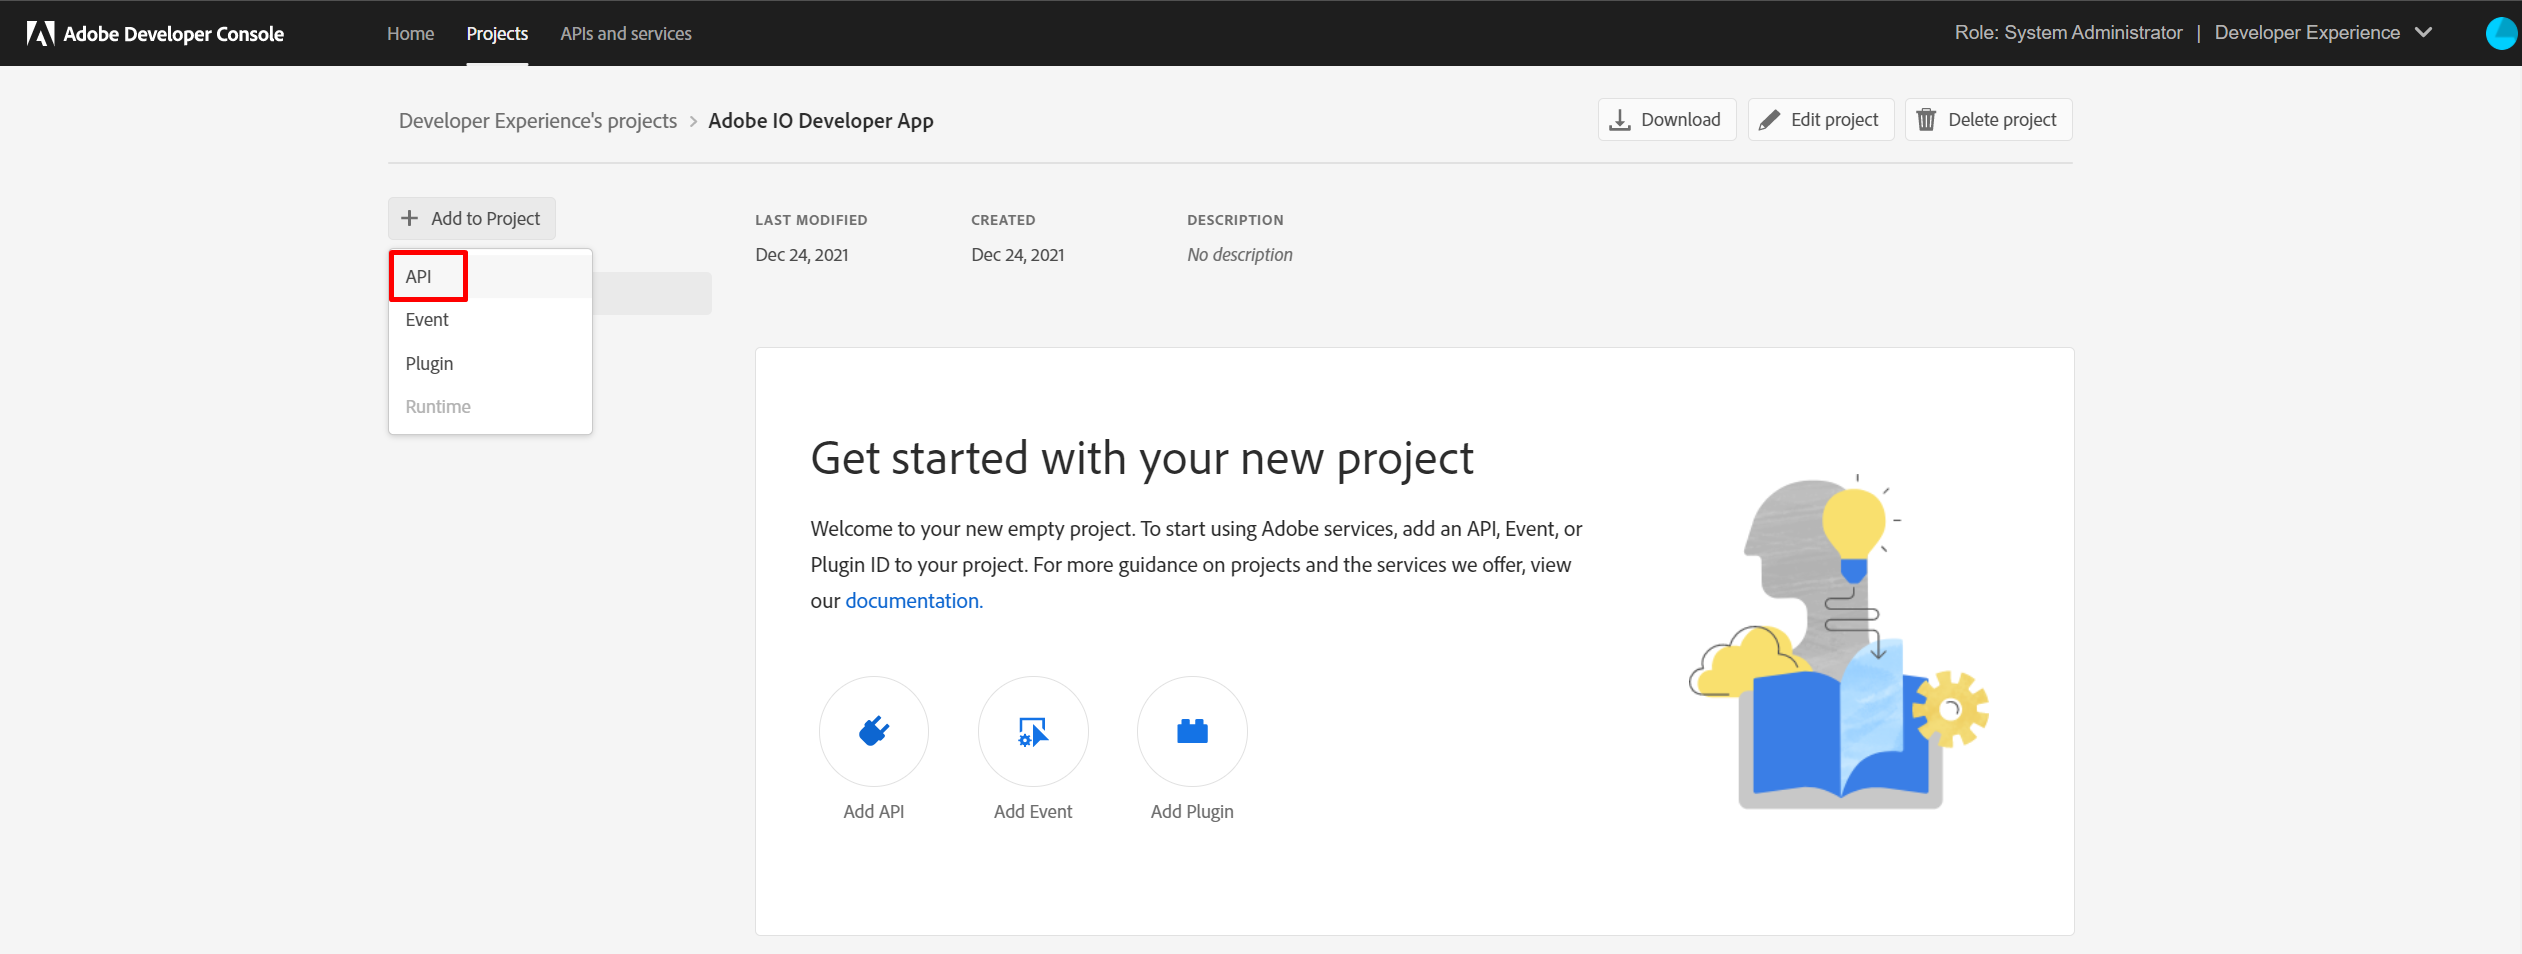 Adobe Developer Console
Home
Projects
APIs and services
Role: System Administrator | Developer Experience
Developer Experience's projects > Adobe IO Developer App
Download
Edit project
Delete project
+ Add to Project
API
Event
Plugin
Runtime
LAST MODIFIED
Dec 24, 2021
CREATED
Dec 24, 2021
DESCRIPTION
No description
Get started with your new project
Welcome to your new empty project. To start using Adobe services, add an API, Event, or
Plugin ID to your project. For more guidance on projects and the services we offer, view
our documentation.
Add API
Add Event
Add Plugin